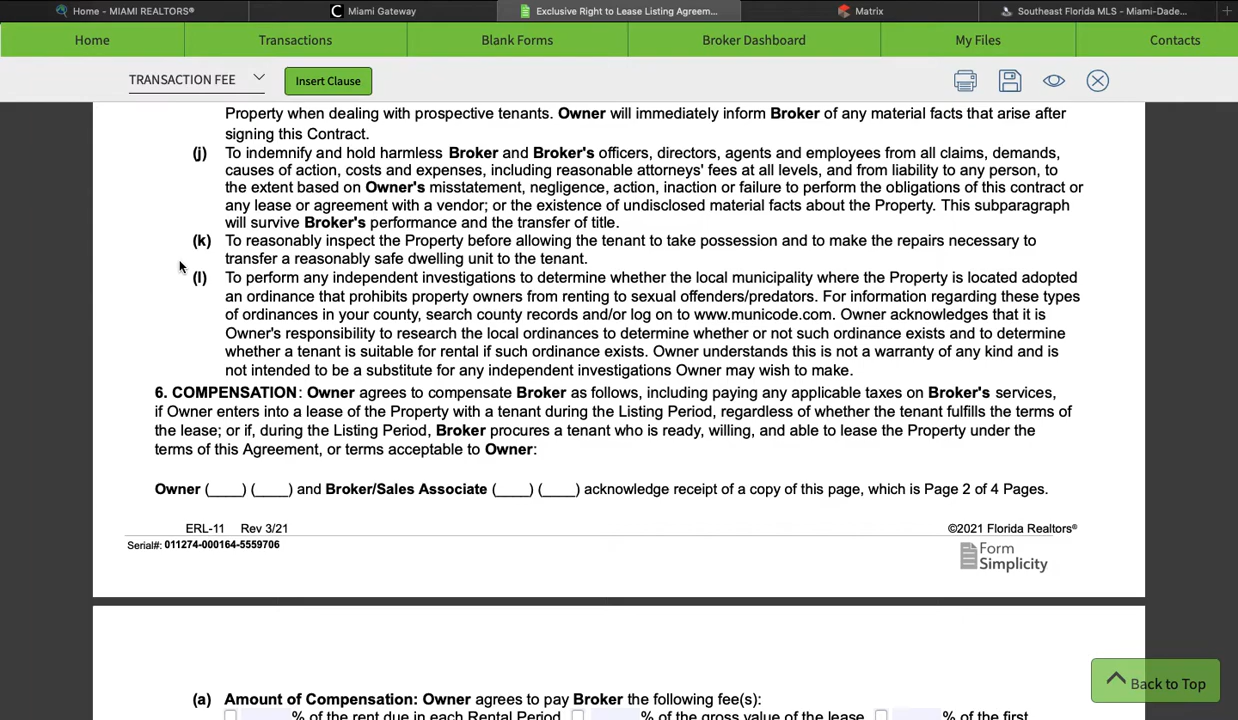 Home - MIAMI REALTORS®
Miami Gateway
Exclusive Right to Lease Listing Agreem...
Matrix
Southeast Florida MLS - Miami-Dade...
Home
Transactions
Blank Forms
Broker Dashboard
My Files
Contacts
TRANSACTION FEE
Insert Clause
Property when dealing with prospective tenants. Owner will immediately inform Broker of any material facts that arise after
signing this Contract.
(j) To indemnify and hold harmless Broker and Broker's officers, directors, agents and employees from all claims, demands,
causes of action, costs and expenses, including reasonable attorneys' fees at all levels, and from liability to any person, to
the extent based on Owner's misstatement, negligence, action, inaction or failure to perform the obligations of this contract or
any lease or agreement with a vendor; or the existence of undisclosed material facts about the Property. This subparagraph
will survive Broker's performance and the transfer of title.
(k) To reasonably inspect the Property before allowing the tenant to take possession and to make the repairs necessary to
transfer a reasonably safe dwelling unit to the tenant.
(l) To perform any independent investigations to determine whether the local municipality where the Property is located adopted
an ordinance that prohibits property owners from renting to sexual offenders/predators. For information regarding these types
of ordinances in your county, search county records and/or log on to www.municode.com. Owner acknowledges that it is
Owner's responsibility to research the local ordinances to determine whether or not such ordinance exists and to determine
whether a tenant is suitable for rental if such ordinance exists. Owner understands this is not a warranty of any kind and is
not intended to be a substitute for any independent investigations Owner may wish to make.
6. COMPENSATION: Owner agrees to compensate Broker as follows, including paying any applicable taxes on Broker's services,
if Owner enters into a lease of the Property with a tenant during the Listing Period, regardless of whether the tenant fulfills the terms of
the lease; or if, during the Listing Period, Broker procures a tenant who is ready, willing, and able to lease the Property under the
terms of this Agreement, or terms acceptable to Owner:
Owner (____) (____) and Broker/Sales Associate (____) (____) acknowledge receipt of a copy of this page, which is Page 2 of 4 Pages.
ERL-11 Rev 3/21
©2021 Florida Realtors®
Serial#: 011274-000164-5559706
Form
Simplicity
Back to Top
(a) Amount of Compensation: Owner agrees to pay Broker the following fee(s):
% of the rent due in each Rental Period % of the gross value of the lease % of the first